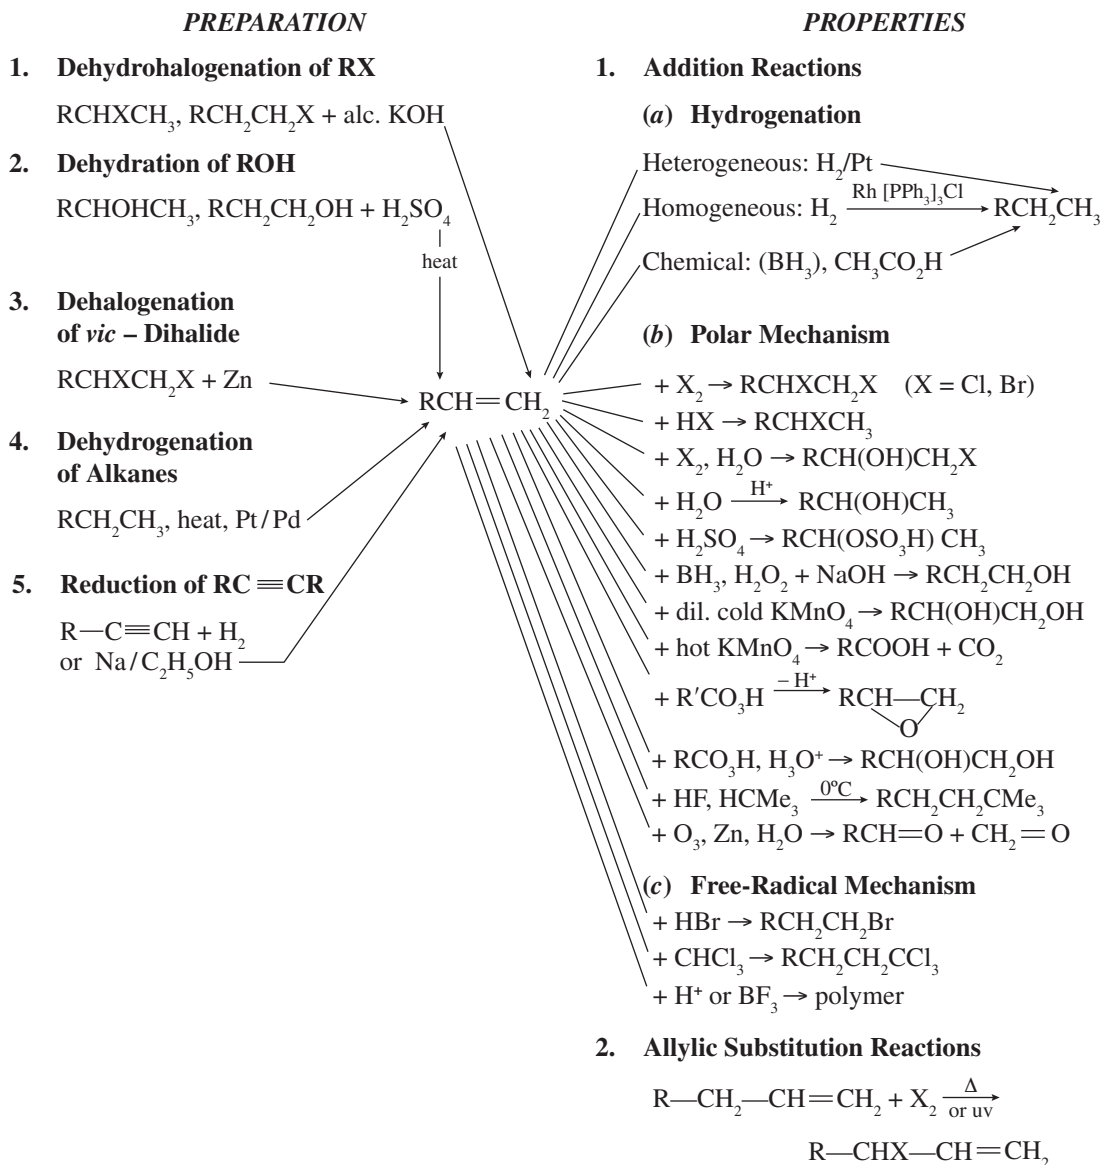 PREPARATION
1. Dehydrohalogenation of RX
RCHXCH₃, RCH₂CH₂X + alc. KOH
2. Dehydration of ROH
RCHOHCH₃, RCH₂CH₂OH + H₂SO₄
heat
3. Dehalogenation
of vic – Dihalide
RCHXCH₂X + Zn
4. Dehydrogenation
of Alkanes
RCH₂CH₃, heat, Pt/Pd
5. Reduction of RC≡CR
R—C≡CH + H₂
or Na/C₂H₅OH
RCH=CH₂
PROPERTIES
1. Addition Reactions
(a) Hydrogenation
Heterogeneous: H₂/Pt
Homogeneous: H₂ Rh [PPh₃]₃Cl → RCH₂CH₃
Chemical: (BH₃), CH₃CO₂H
(b) Polar Mechanism
+ X₂ → RCHXCH₂X (X = Cl, Br)
+ HX → RCHXCH₃
+ X₂, H₂O → RCH(OH)CH₂X
+ H₂O H⁺ → RCH(OH)CH₃
+ H₂SO₄ → RCH(OSO₃H) CH₃
+ BH₃, H₂O₂ + NaOH → RCH₂CH₂OH
+ dil. cold KMnO₄ → RCH(OH)CH₂OH
+ hot KMnO₄ → RCOOH + CO₂
+ R′CO₃H – H⁺ → RCH—CH₂
O
+ RCO₃H, H₃O⁺ → RCH(OH)CH₂OH
+ HF, HCMe₃ 0ºC → RCH₂CH₂CMe₃
+ O₃, Zn, H₂O → RCH=O + CH₂=O
(c) Free-Radical Mechanism
+ HBr → RCH₂CH₂Br
+ CHCl₃ → RCH₂CH₂CCl₃
+ H⁺ or BF₃ → polymer
2. Allylic Substitution Reactions
R—CH₂—CH=CH₂ + X₂ Δ or uv →
R—CHX—CH=CH₂